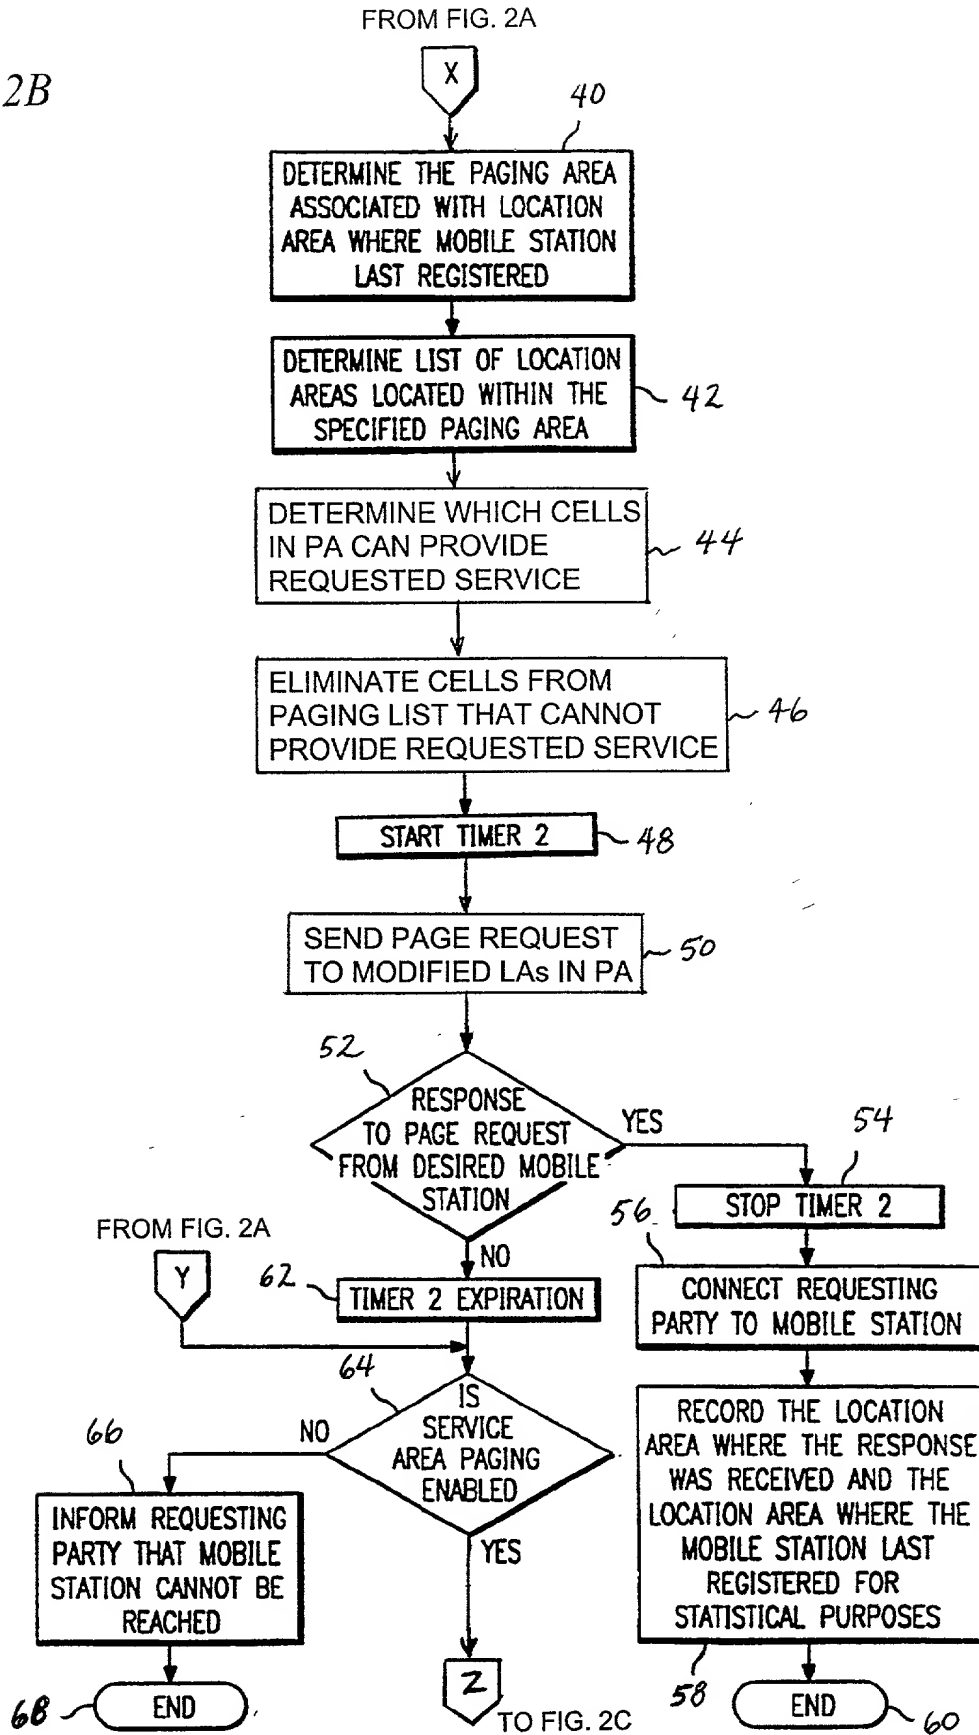 FROM FIG. 2A
2B
X
40
DETERMINE THE PAGING AREA
ASSOCIATED WITH LOCATION
AREA WHERE MOBILE STATION
LAST REGISTERED
DETERMINE LIST OF LOCATION
AREAS LOCATED WITHIN THE
SPECIFIED PAGING AREA
42
DETERMINE WHICH CELLS
IN PA CAN PROVIDE
REQUESTED SERVICE
44
ELIMINATE CELLS FROM
PAGING LIST THAT CANNOT
PROVIDE REQUESTED SERVICE
46
START TIMER 2
48
SEND PAGE REQUEST
TO MODIFIED LAs IN PA
50
52
RESPONSE
TO PAGE REQUEST
FROM DESIRED MOBILE
STATION
YES
54
STOP TIMER 2
56
CONNECT REQUESTING
PARTY TO MOBILE STATION
RECORD THE LOCATION
AREA WHERE THE RESPONSE
WAS RECEIVED AND THE
LOCATION AREA WHERE THE
MOBILE STATION LAST
REGISTERED FOR
STATISTICAL PURPOSES
58
END
60
NO
FROM FIG. 2A
Y
62
TIMER 2 EXPIRATION
64
IS
SERVICE
AREA PAGING
ENABLED
NO
66
INFORM REQUESTING
PARTY THAT MOBILE
STATION CANNOT BE
REACHED
68
END
YES
Z
TO FIG. 2C